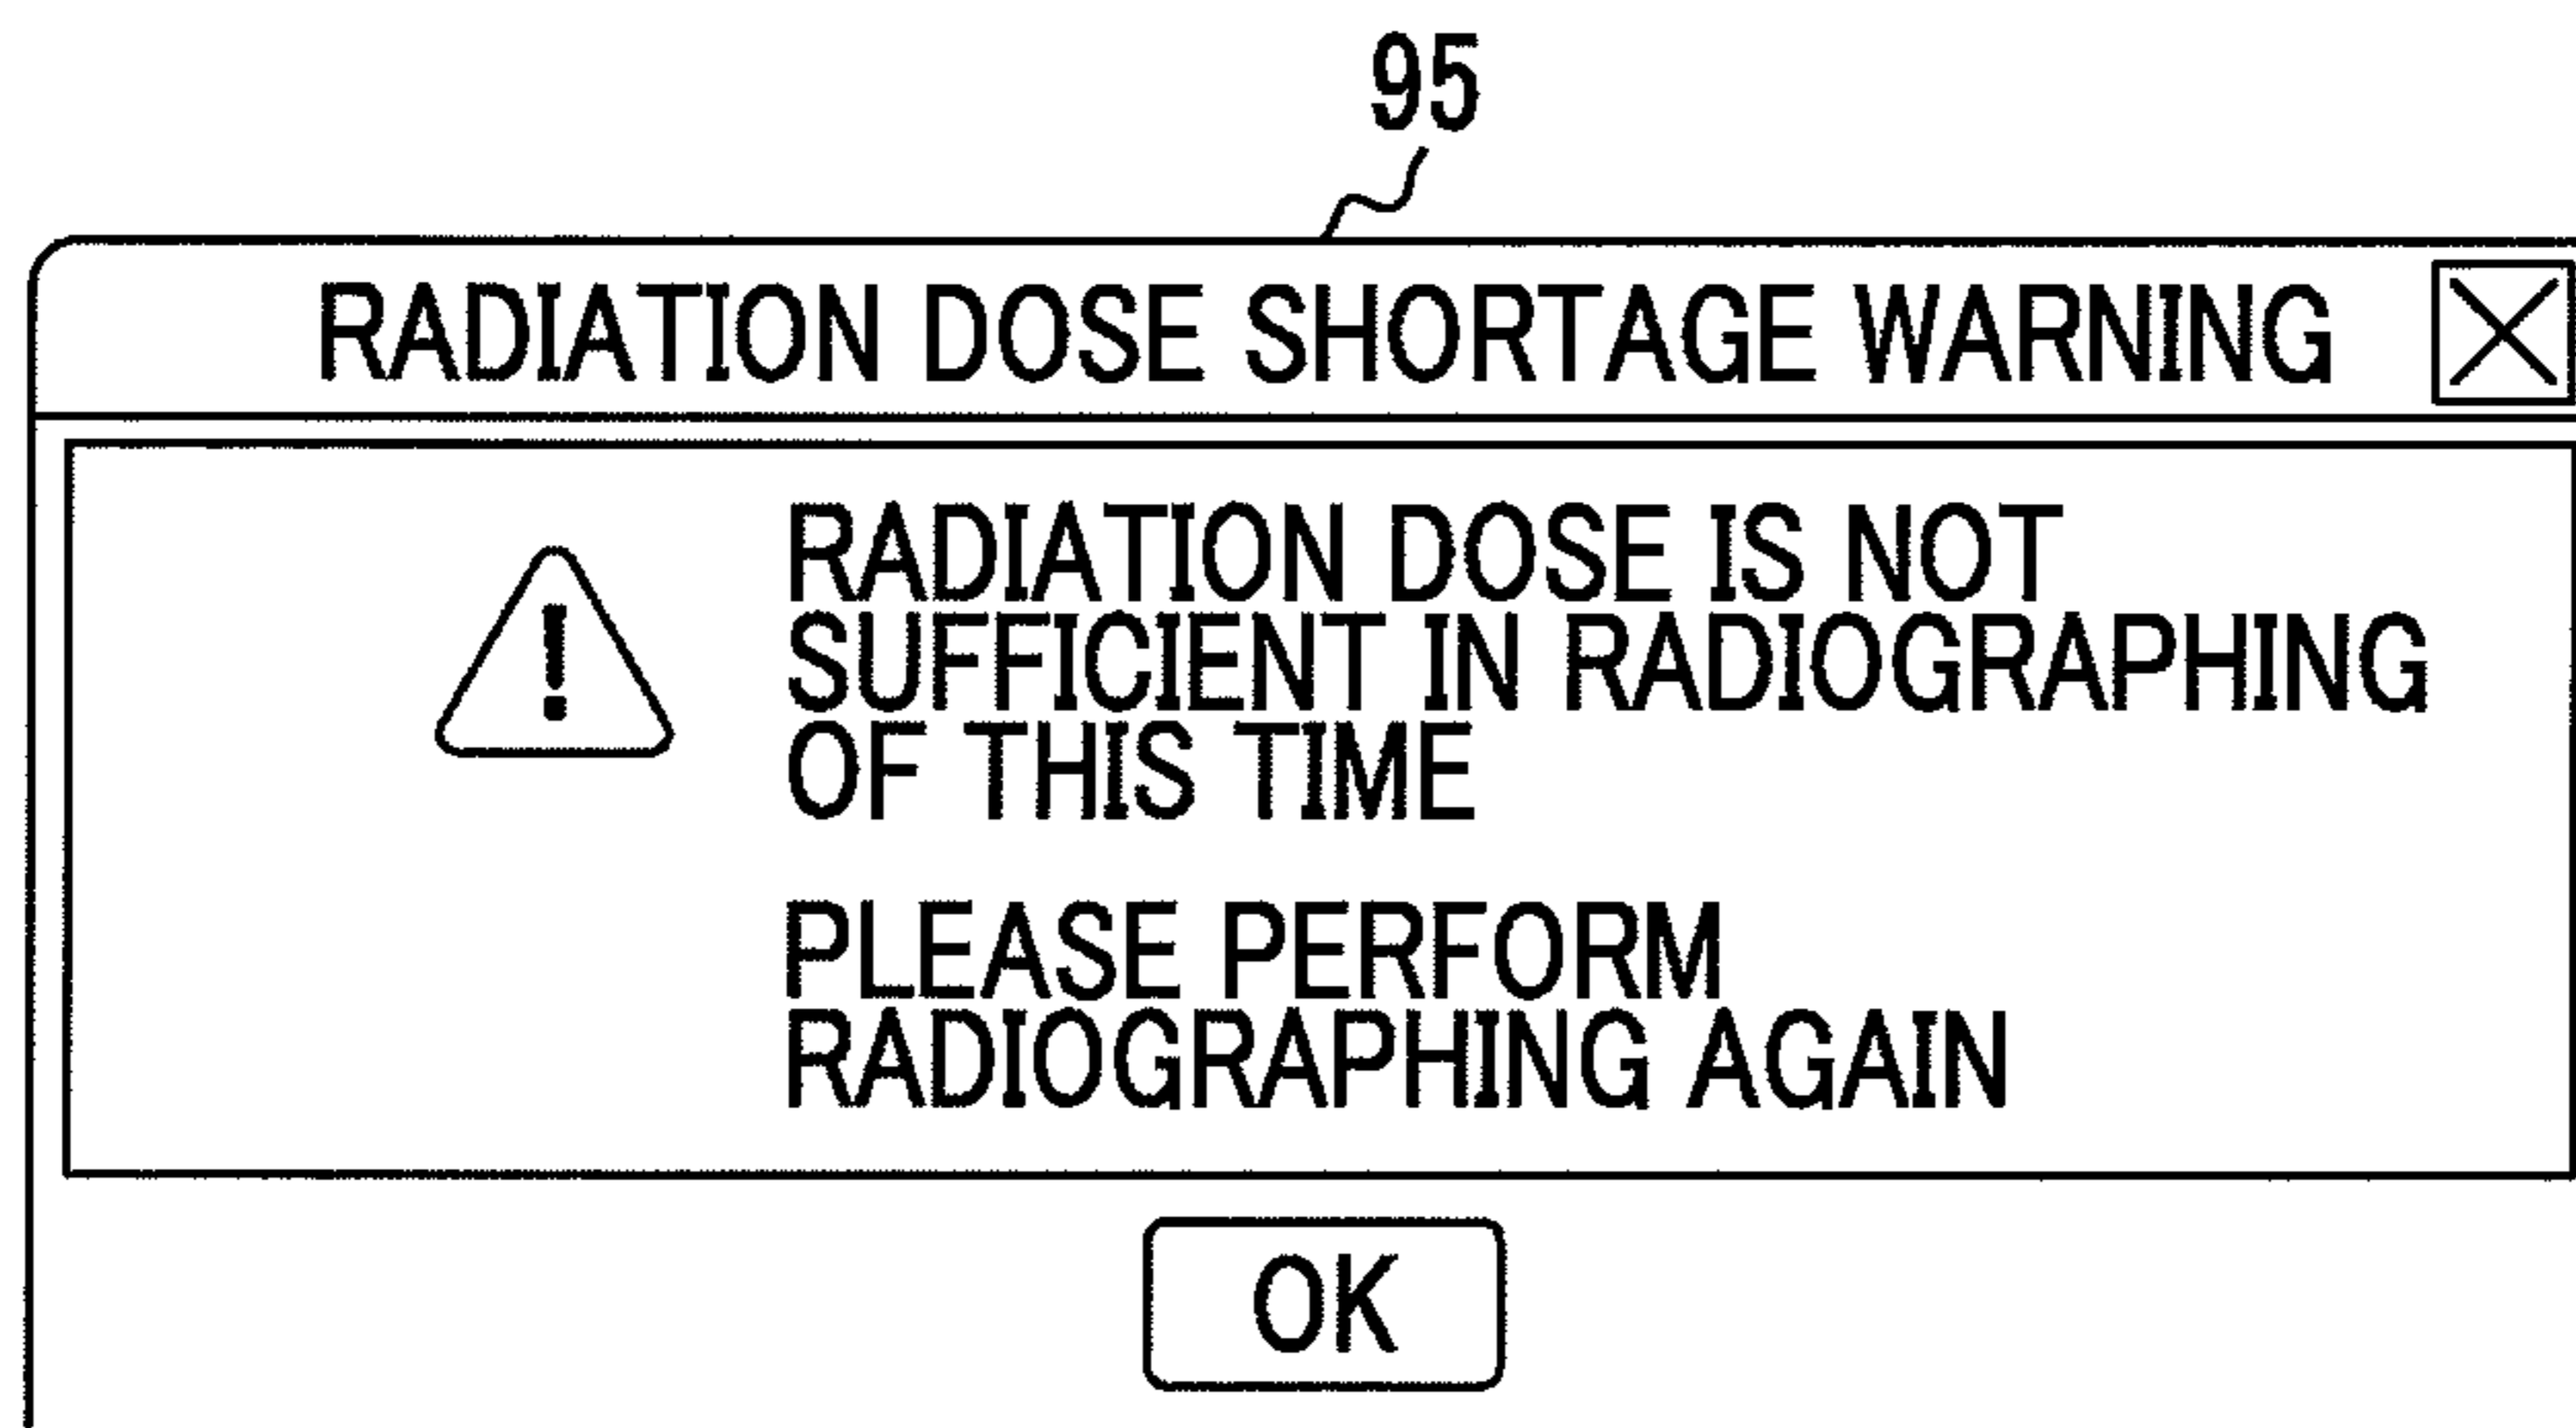 95
RADIATION DOSE SHORTAGE WARNING
RADIATION DOSE IS NOT
SUFFICIENT IN RADIOGRAPHING
OF THIS TIME
PLEASE PERFORM
RADIOGRAPHING AGAIN
OK